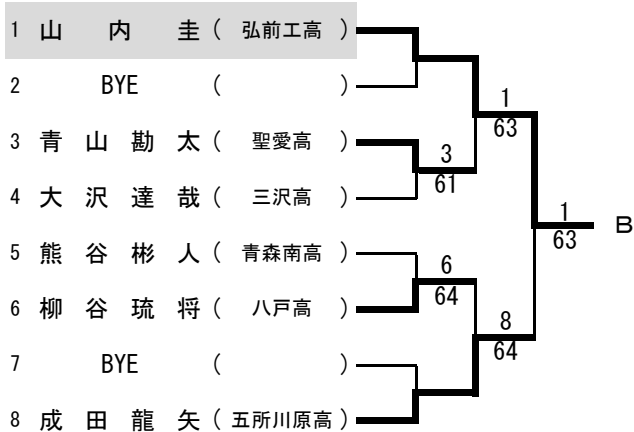 1 山 内 圭 ( 弘前工高 )
2 BYE ( )
3 青 山 勘 太 ( 聖愛高 )
4 大 沢 達 哉 ( 三沢高 )
5 熊 谷 彬 人 ( 青森南高 )
6 柳 谷 琉 将 ( 八戸高 )
7 BYE ( )
8 成 田 龍 矢 ( 五所川原高 )
3
61
6
64
1
63
8
64
1
63
B